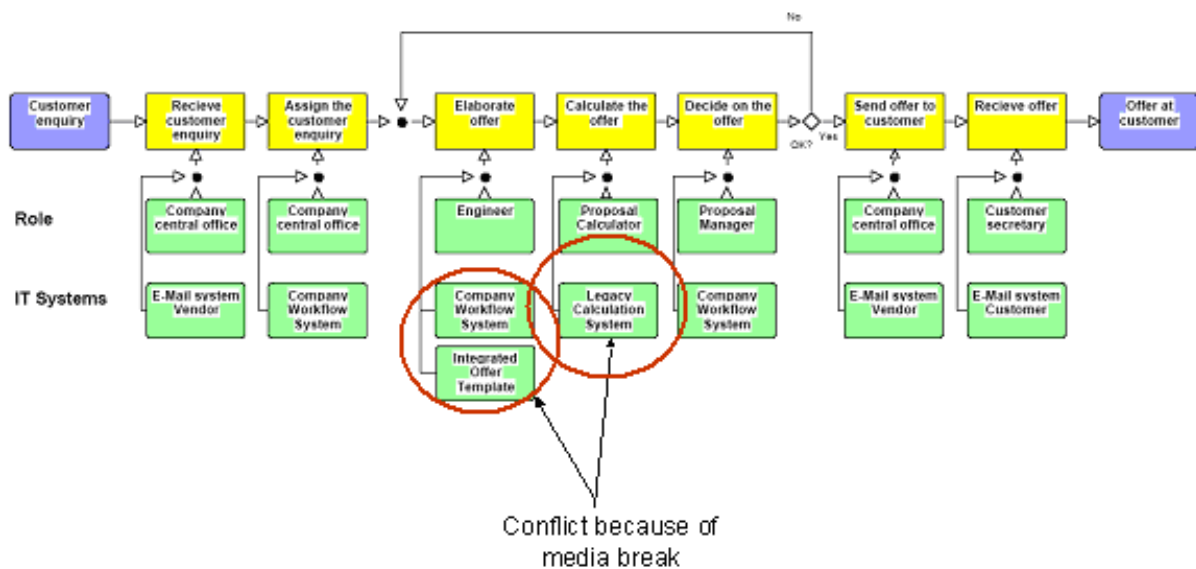 No
Customer
enquiry
Recieve
customer
enquiry
Assign the
customer
enquiry
Elaborate
offer
Calculate the
offer
Decide on the
offer
OK?
Yes
Send offer to
customer
Recieve offer
Offer at
customer
Role
Company
central office
Company
central office
Engineer
Proposal
Calculator
Proposal
Manager
Company
central office
Customer
secretary
IT Systems
E-Mail system
Vendor
Company
Workflow
System
Company
Workflow
System
Legacy
Calculation
System
Company
Workflow
System
E-Mail system
Vendor
E-Mail system
Customer
Integrated
Offer
Template
Conflict because of
media break